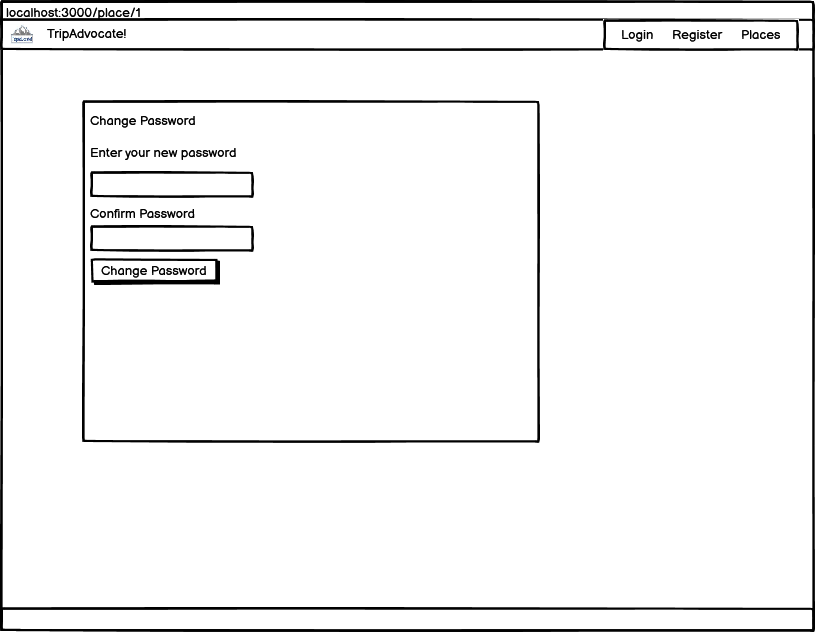 localhost:3000/place/1
TripAdvocate!
Login Register Places
Change Password
Enter your new password
Confirm Password
Change Password